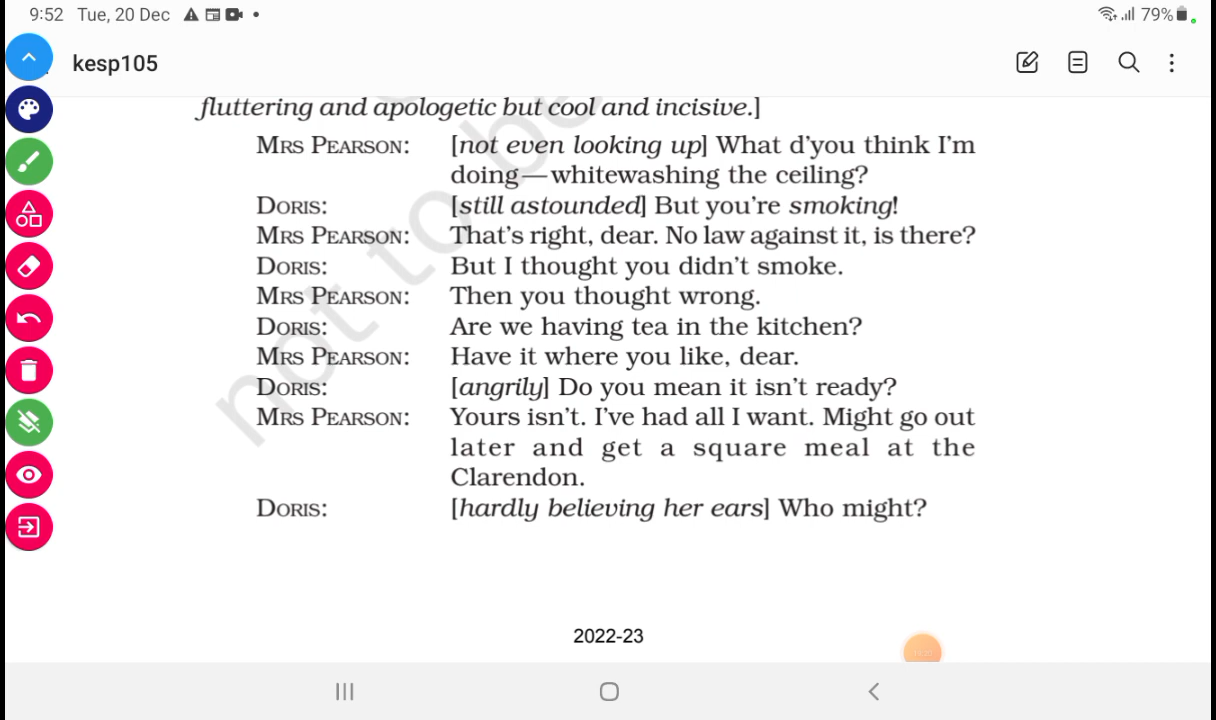 9:52 Tue, 20 Dec 79%
kesp105
fluttering and apologetic but cool and incisive.]
MRS PEARSON: [not even looking up] What d'you think I'm
doing—whitewashing the ceiling?
DORIS: [still astounded] But you're smoking!
MRS PEARSON: That's right, dear. No law against it, is there?
DORIS: But I thought you didn't smoke.
MRS PEARSON: Then you thought wrong.
DORIS: Are we having tea in the kitchen?
MRS PEARSON: Have it where you like, dear.
DORIS: [angrily] Do you mean it isn't ready?
MRS PEARSON: Yours isn't. I've had all I want. Might go out
later and get a square meal at the
Clarendon.
DORIS: [hardly believing her ears] Who might?
not to be
2022-23